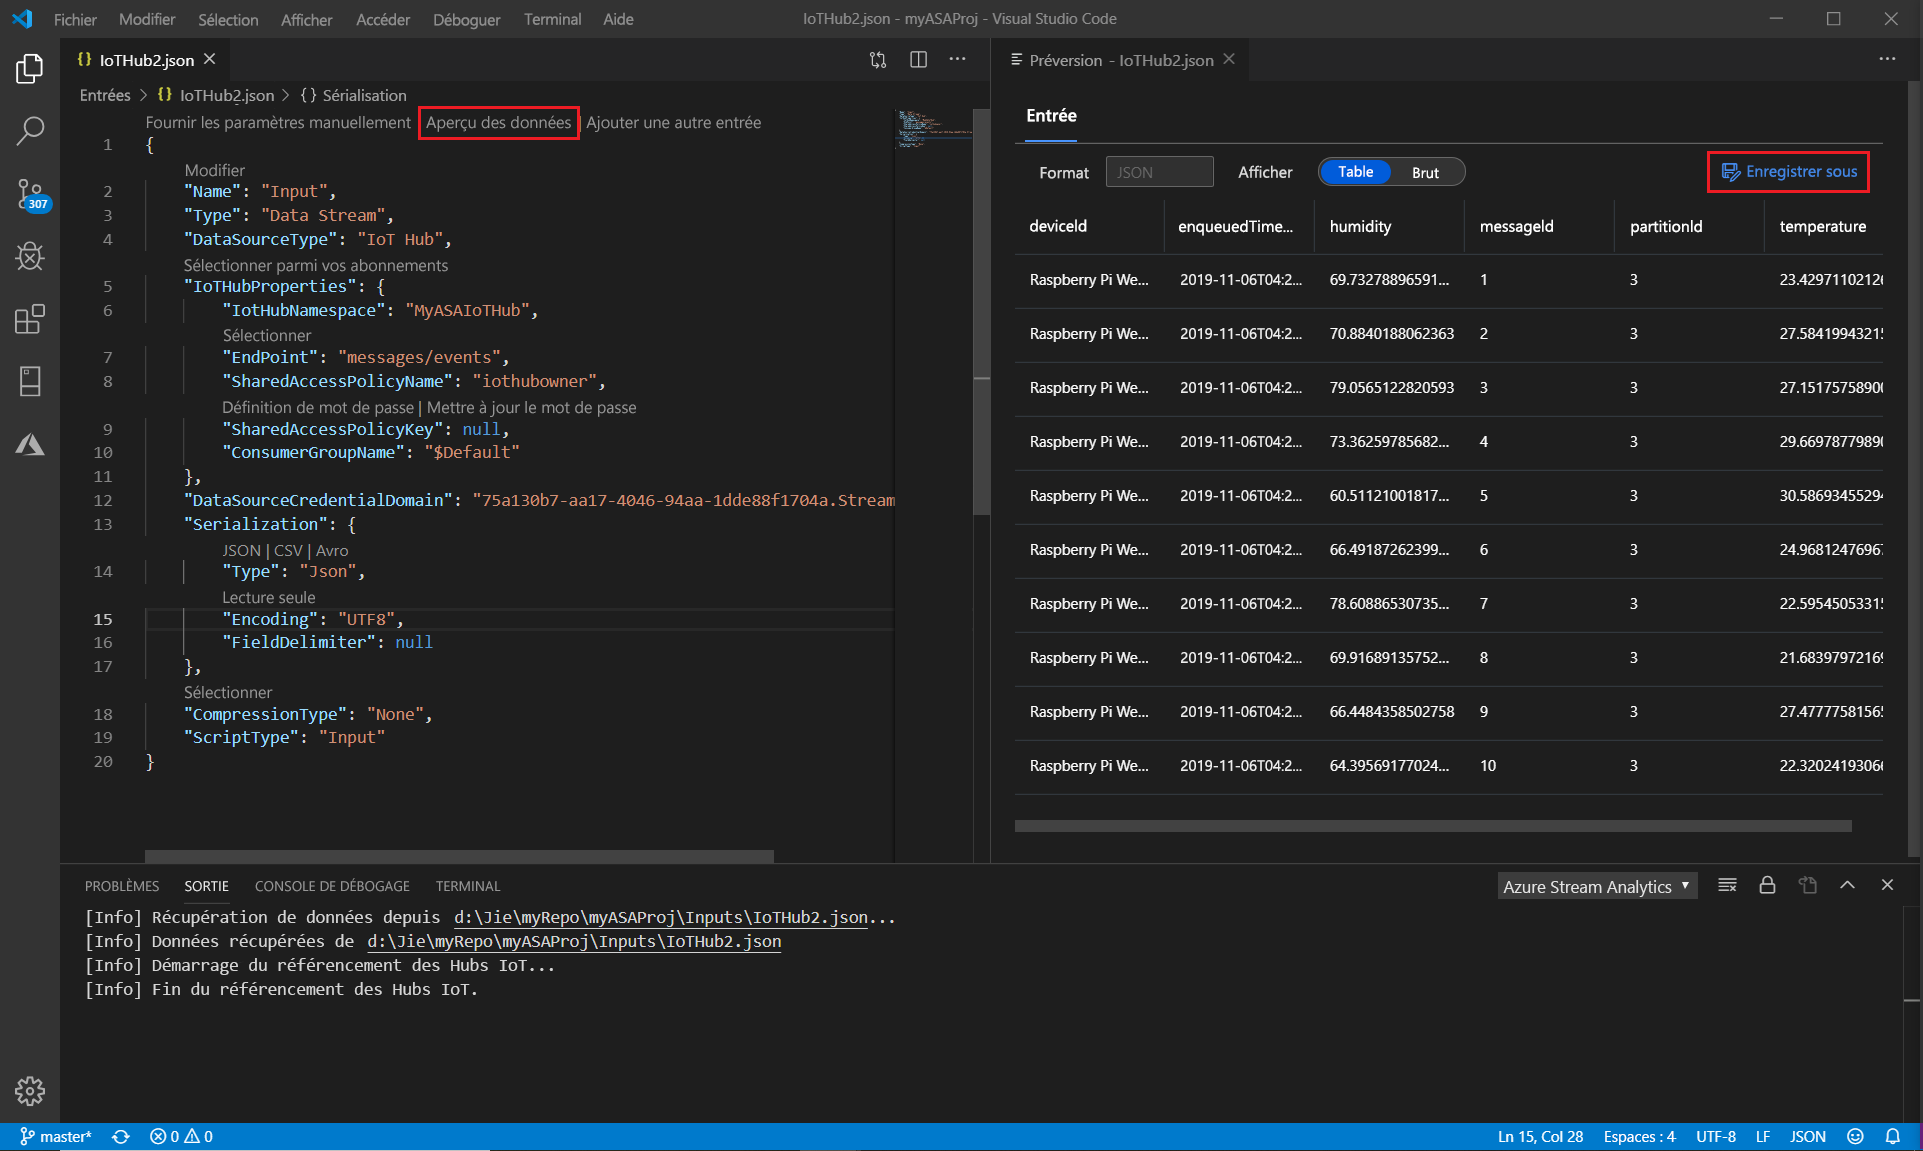 Fichier Modifier Sélection Afficher Accéder Déboguer Terminal Aide
IoTHub2.json - myASAProj - Visual Studio Code
{} IoTHub2.json
Entrées > {} IoTHub2.json > {} Sérialisation
Fournir les paramètres manuellement | Aperçu des données | Ajouter une autre entrée
1 {
Modifier
2 "Name": "Input",
3 "Type": "Data Stream",
4 "DataSourceType": "IoT Hub",
Sélectionner parmi vos abonnements
5 "IoTHubProperties": {
6 "IotHubNamespace": "MyASAIoTHub",
Sélectionner
7 "EndPoint": "messages/events",
8 "SharedAccessPolicyName": "iothubowner",
Définition de mot de passe | Mettre à jour le mot de passe
9 "SharedAccessPolicyKey": null,
10 "ConsumerGroupName": "$Default"
11 },
12 "DataSourceCredentialDomain": "75a130b7-aa17-4046-94aa-1dde88f1704a.Stream
13 "Serialization": {
JSON | CSV | Avro
14 "Type": "Json",
Lecture seule
15 "Encoding": "UTF8",
16 "FieldDelimiter": null
17 },
Sélectionner
18 "CompressionType": "None",
19 "ScriptType": "Input"
20 }
307
Préversion - IoTHub2.json
Entrée
Format JSON Afficher Table Brut Enregistrer sous
deviceId enqueuedTime... humidity messageId partitionId temperature
Raspberry Pi We... 2019-11-06T04:2... 69.73278896591... 1 3 23.42971102126
Raspberry Pi We... 2019-11-06T04:2... 70.8840188062363 2 3 27.58419943215
Raspberry Pi We... 2019-11-06T04:2... 79.0565122820593 3 3 27.15175758900
Raspberry Pi We... 2019-11-06T04:2... 73.36259785682... 4 3 29.66978779890
Raspberry Pi We... 2019-11-06T04:2... 60.51121001817... 5 3 30.58693455294
Raspberry Pi We... 2019-11-06T04:2... 66.49187262399... 6 3 24.96812476967
Raspberry Pi We... 2019-11-06T04:2... 78.60886530735... 7 3 22.59545053315
Raspberry Pi We... 2019-11-06T04:2... 69.91689135752... 8 3 21.68397972169
Raspberry Pi We... 2019-11-06T04:2... 66.4484358502758 9 3 27.47777581565
Raspberry Pi We... 2019-11-06T04:2... 64.39569177024... 10 3 22.32024193066
PROBLÈMES SORTIE CONSOLE DE DÉBOGAGE TERMINAL
Azure Stream Analytics
[Info] Récupération de données depuis d:\Jie\myRepo\myASAProj\Inputs\IoTHub2.json...
[Info] Données récupérées de d:\Jie\myRepo\myASAProj\Inputs\IoTHub2.json
[Info] Démarrage du référencement des Hubs IoT...
[Info] Fin du référencement des Hubs IoT.
master* 0 0
Ln 15, Col 28 Espaces : 4 UTF-8 LF JSON